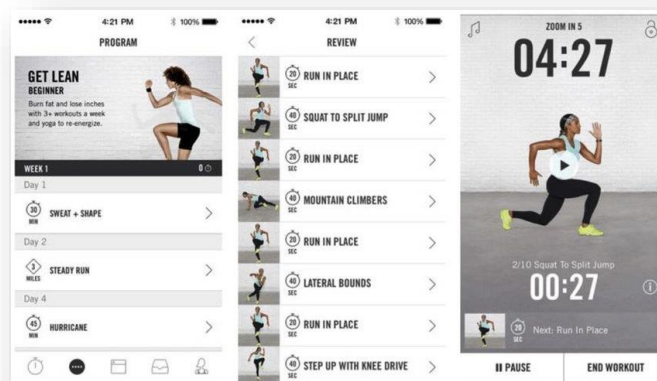 4:21 PM
100%
PROGRAM
GET LEAN
BEGINNER
Burn fat and lose inches
with 3+ workouts a week
and yoga to re-energize.
WEEK 1
0
Day 1
30
MIN
SWEAT + SHAPE
Day 2
3
MILES
STEADY RUN
Day 4
45
MIN
HURRICANE
4:21 PM
100%
REVIEW
20
SEC
RUN IN PLACE
40
SEC
SQUAT TO SPLIT JUMP
20
SEC
RUN IN PLACE
40
SEC
MOUNTAIN CLIMBERS
20
SEC
RUN IN PLACE
40
SEC
LATERAL BOUNDS
20
SEC
RUN IN PLACE
40
SEC
STEP UP WITH KNEE DRIVE
ZOOM IN 5
04:27
2/10 Squat To Split Jump
00:27
20
SEC
Next: Run In Place
PAUSE
END WORKOUT